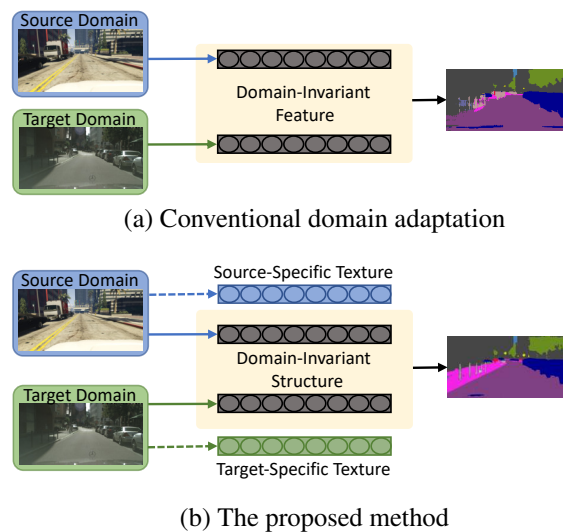 Source Domain
Domain-Invariant
Feature
Target Domain
(a) Conventional domain adaptation
Source Domain
Source-Specific Texture
Domain-Invariant
Structure
Target Domain
Target-Specific Texture
(b) The proposed method